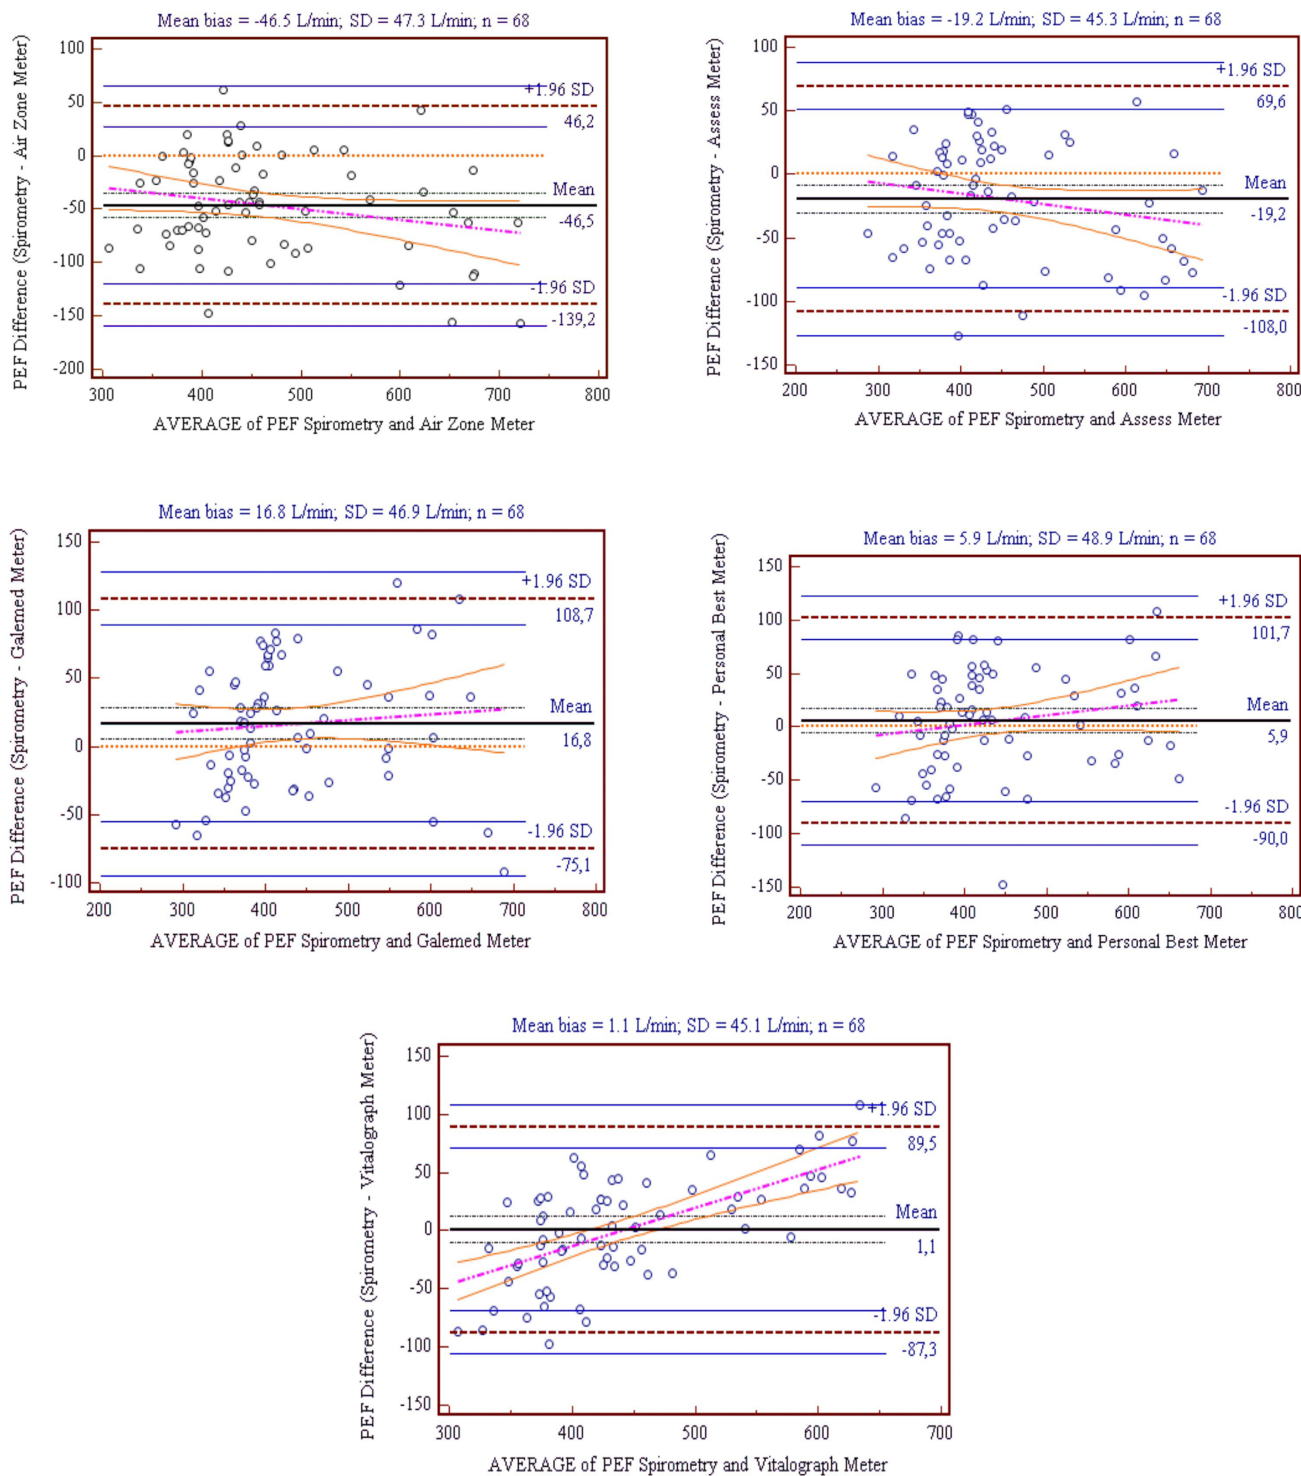 Mean bias = -46.5 L/min; SD = 47.3 L/min; n = 68
PEF Difference (Spirometry - Air Zone Meter)
100
50
0
-50
-100
-150
-200
+1.96 SD
46,2
Mean
-46,5
-1.96 SD
-139,2
300 400 500 600 700 800
AVERAGE of PEF Spirometry and Air Zone Meter
Mean bias = -19.2 L/min; SD = 45.3 L/min; n = 68
PEF Difference (Spirometry - Assess Meter)
100
50
0
-50
-100
-150
+1.96 SD
69,6
Mean
-19,2
-1.96 SD
-108,0
200 300 400 500 600 700 800
AVERAGE of PEF Spirometry and Assess Meter
Mean bias = 16.8 L/min; SD = 46.9 L/min; n = 68
PEF Difference (Spirometry - Galemed Meter)
150
100
50
0
-50
-100
+1.96 SD
108,7
Mean
16,8
-1.96 SD
-75,1
200 300 400 500 600 700 800
AVERAGE of PEF Spirometry and Galemed Meter
Mean bias = 5.9 L/min; SD = 48.9 L/min; n = 68
PEF Difference (Spirometry - Personal Best Meter)
150
100
50
0
-50
-100
-150
+1.96 SD
101,7
Mean
5,9
-1.96 SD
-90,0
200 300 400 500 600 700 800
AVERAGE of PEF Spirometry and Personal Best Meter
Mean bias = 1.1 L/min; SD = 45.1 L/min; n = 68
PEF Difference (Spirometry - Vitalograph Meter)
150
100
50
0
-50
-100
-150
+1.96 SD
89,5
Mean
1,1
-1.96 SD
-87,3
300 400 500 600 700
AVERAGE of PEF Spirometry and Vitalograph Meter